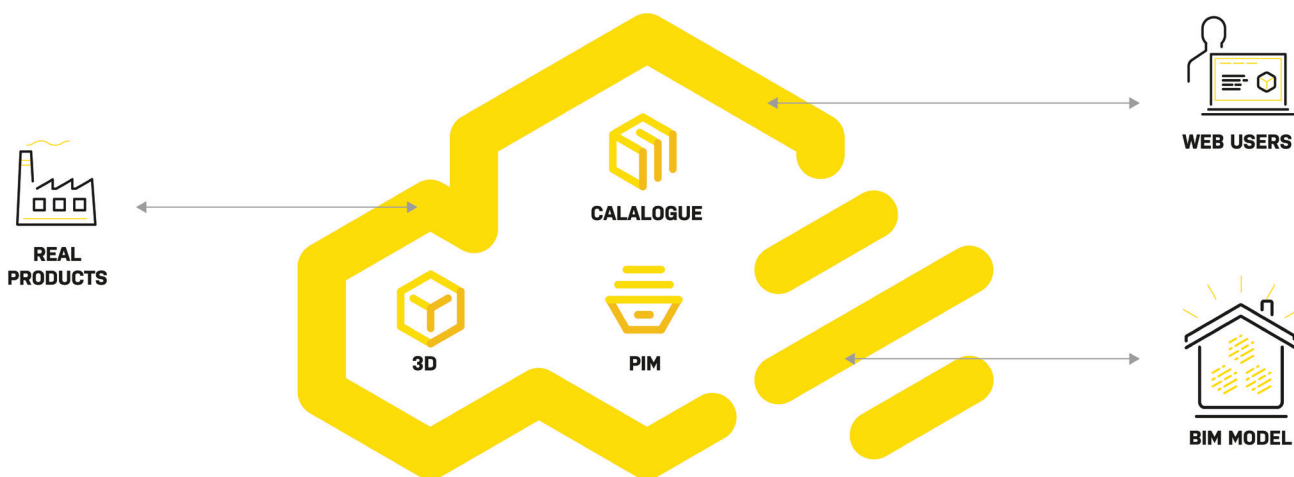 WEB USERS
CALALOGUE
REAL
PRODUCTS
3D
PIM
BIM MODEL